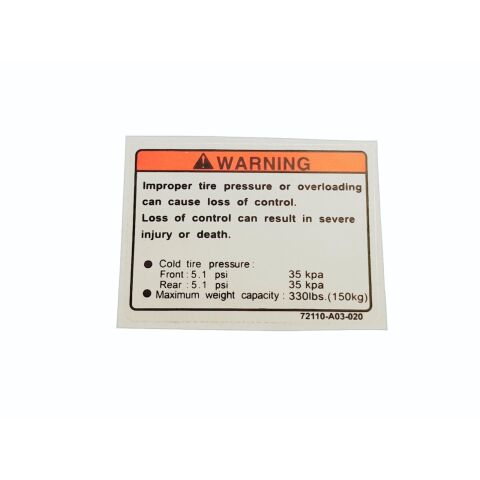 WARNING
Improper tire pressure or overloading
can cause loss of control.
Loss of control can result in severe
injury or death.
● Cold tire pressure :
Front : 5.1 psi 35 kpa
Rear : 5.1 psi 35 kpa
● Maximum weight capacity : 330lbs.(150kg)
72110-A03-020